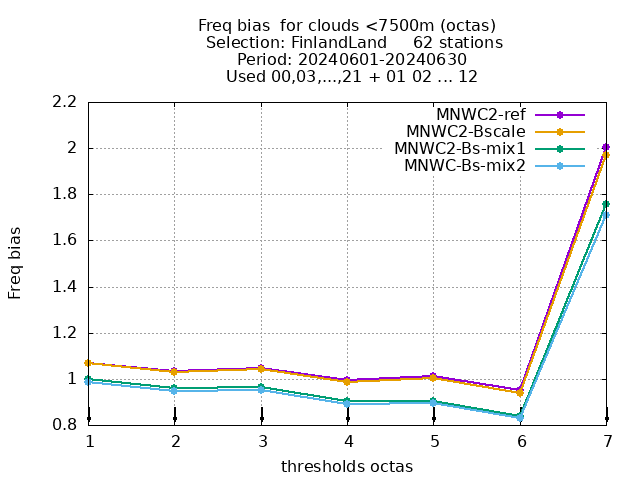 Freq bias  for clouds <7500m (octas)
Selection: FinlandLand     62 stations
Period: 20240601-20240630
Used 00,03,...,21 + 01 02 ... 12
MNWC2-ref
MNWC2-Bscale
MNWC2-Bs-mix1
MNWC-Bs-mix2
Freq bias
2.2
2
1.8
1.6
1.4
1.2
1
0.8
1 2 3 4 5 6 7
thresholds octas